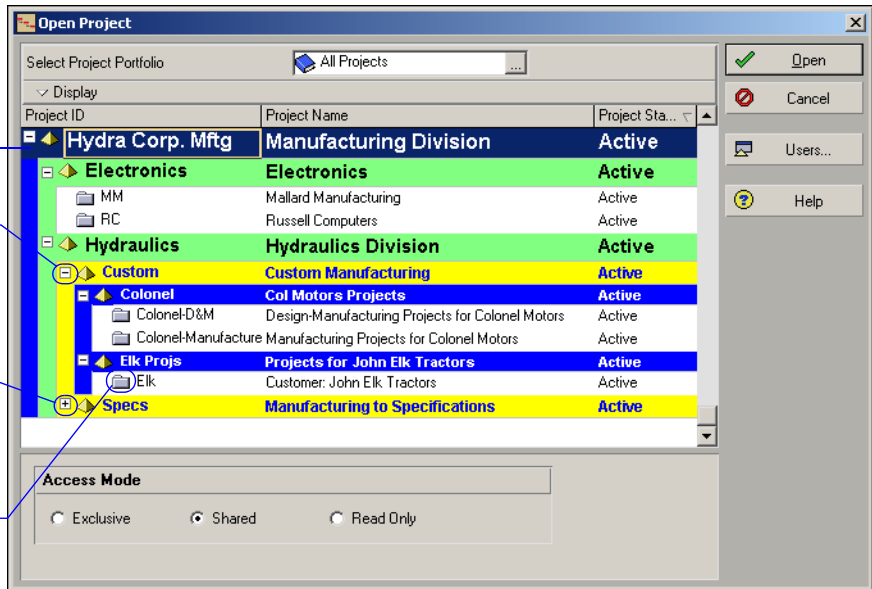 Open Project
Select Project Portfolio All Projects ...
Display
Project ID Project Name Project Sta...
Hydra Corp. Mftg Manufacturing Division Active
Electronics Electronics Active
MM Mallard Manufacturing Active
RC Russell Computers Active
Hydraulics Hydraulics Division Active
Custom Custom Manufacturing Active
Colonel Col Motors Projects Active
Colonel-D&M Design-Manufacturing Projects for Colonel Motors Active
Colonel-Manufacture Manufacturing Projects for Colonel Motors Active
Elk Projs Projects for John Elk Tractors Active
Elk Customer: John Elk Tractors Active
Specs Manufacturing to Specifications Active
Access Mode
Exclusive Shared Read Only
Open
Cancel
Users...
Help